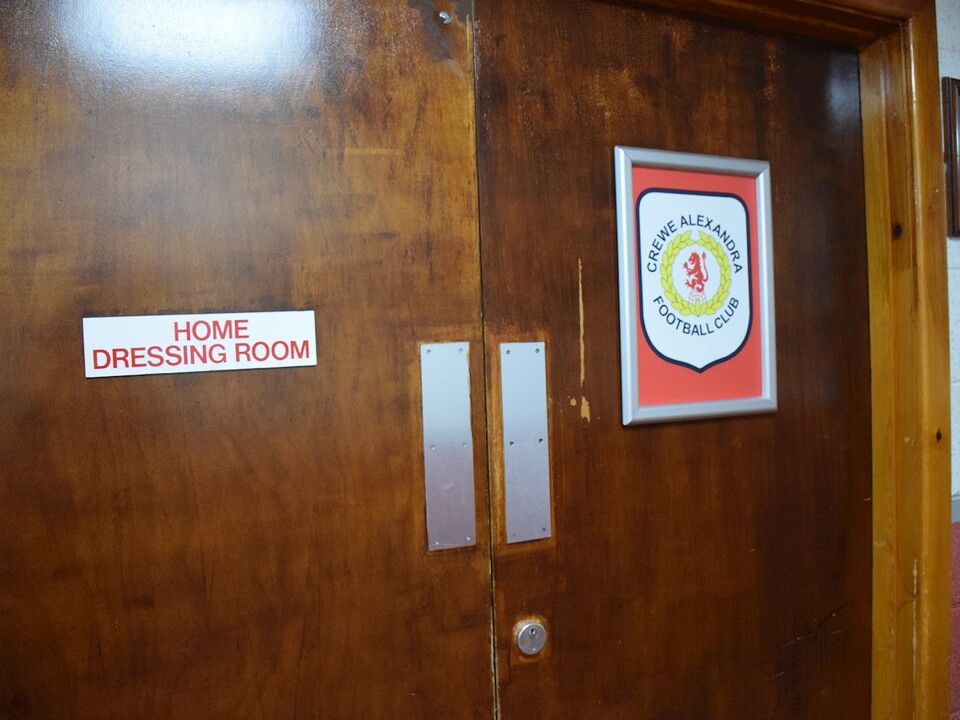 HOME
DRESSING ROOM
CREWE ALEXANDRA
FOOTBALL CLUB